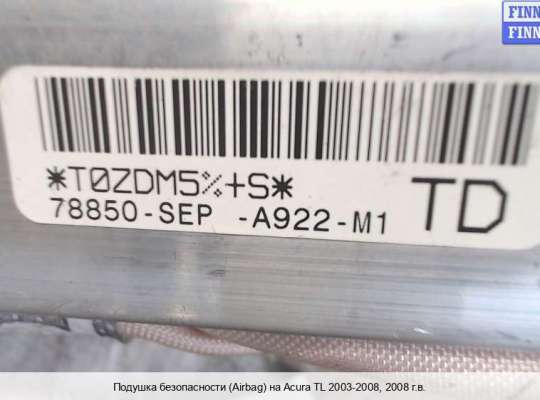 FINN
FINN
*T0ZDM5%+S*
78850-SEP -A922-M1
TD
Подушка безопасности (Airbag) на Acura TL 2003-2008, 2008 г.в.